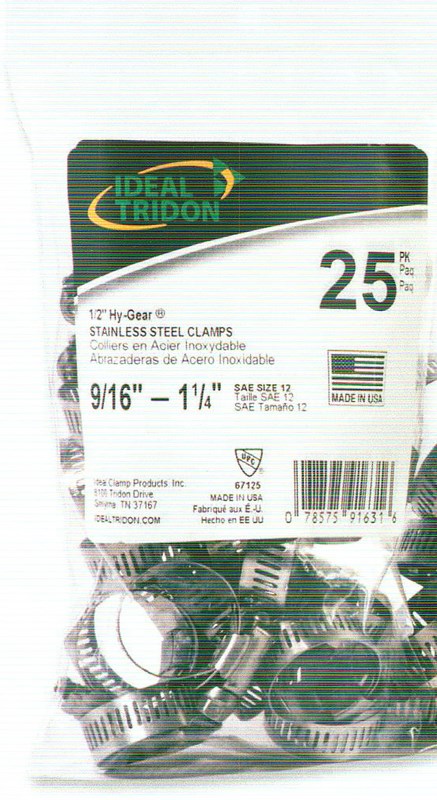 IDEAL
TRIDON
25 PK
Paq
Paq
1/2" Hy-Gear ®
STAINLESS STEEL CLAMPS
Colliers en Acier Inoxydable
Abrazaderas de Acero Inoxidable
MADE IN USA
9/16" — 1 1/4"
SAE SIZE 12
Taille SAE 12
SAE Tamaño 12
UPC
®
67125
MADE IN USA
Fabriqué aux É.-U.
Hecho en EE UU
Ideal Clamp Products, Inc.
8100 Tridon Drive
Smyrna TN 37167
IDEALTRIDON.COM
0 78575 91631 6